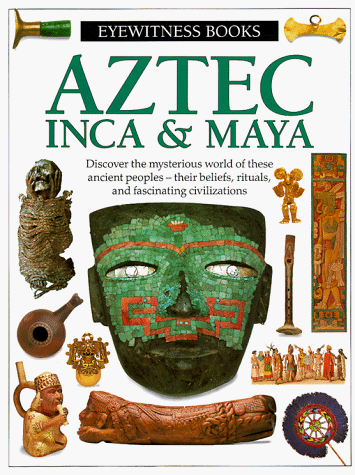 EYEWITNESS BOOKS
AZTEC
INCA & MAYA
Discover the mysterious world of these
ancient peoples – their beliefs, rituals,
and fascinating civilizations